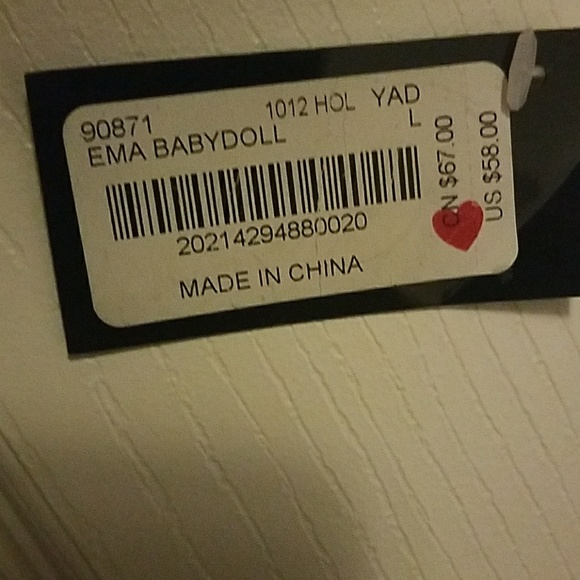 90871 1012 HOL YAD
EMA BABYDOLL L
20214294880020
MADE IN CHINA
CN $67.00
US $58.00